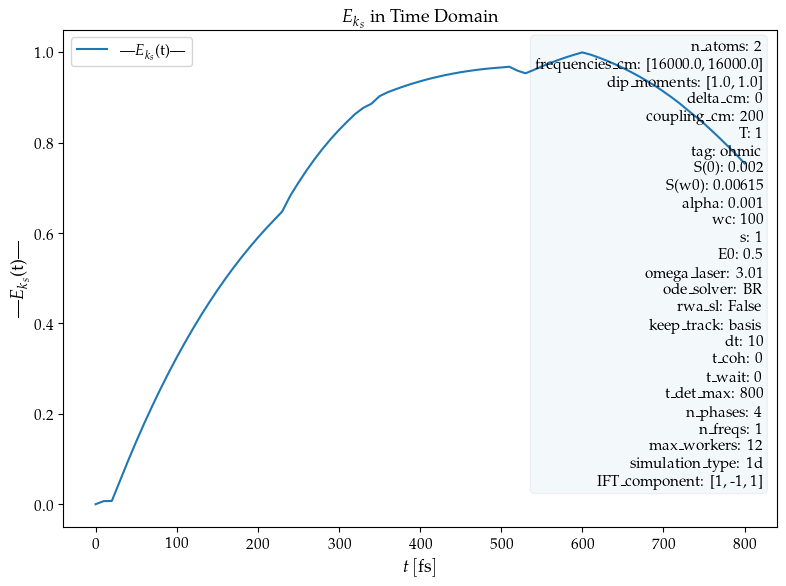 E_{k_s} in Time Domain
—E_{k_s}(t)—
n_atoms: 2
frequencies_cm: [16000.0, 16000.0]
dip_moments: [1.0, 1.0]
delta_cm: 0
coupling_cm: 200
T: 1
tag: ohmic
S(0): 0.002
S(w0): 0.00615
alpha: 0.001
wc: 100
s: 1
E0: 0.5
omega_laser: 3.01
ode_solver: BR
rwa_sl: False
keep_track: basis
dt: 10
t_coh: 0
t_wait: 0
t_det_max: 800
n_phases: 4
n_freqs: 1
max_workers: 12
simulation_type: 1d
IFT_component: [1, -1, 1]
—E_{k_s}(t)—
1.0
0.8
0.6
0.4
0.2
0.0
0 100 200 300 400 500 600 700 800
t [fs]